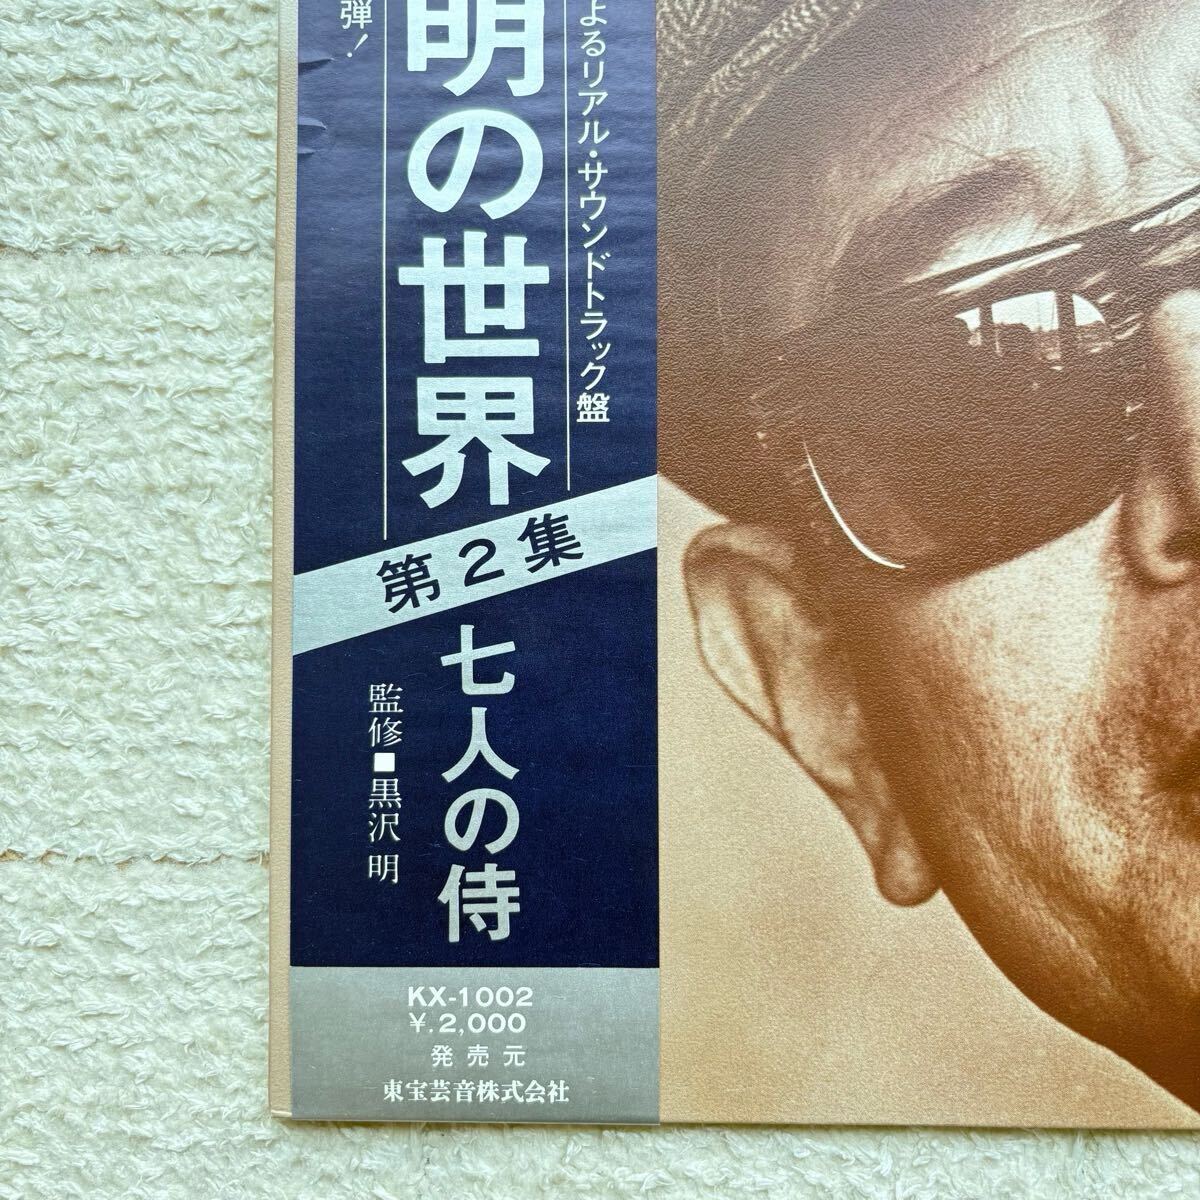 よるリアル・サウンドトラック盤
明の世界
弾!
第2集
七人の侍
監修■黒沢 明
KX-1002
¥.2,000
発売元
東宝芸音株式会社